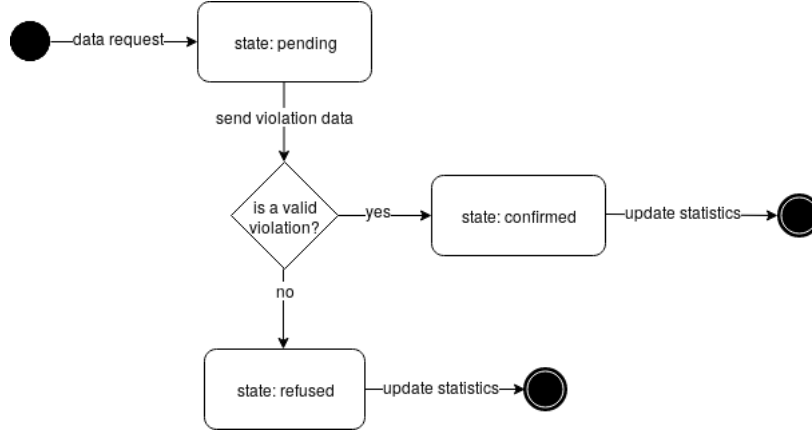 data request
state: pending
send violation data
is a valid
violation?
yes
state: confirmed
update statistics
no
state: refused
update statistics